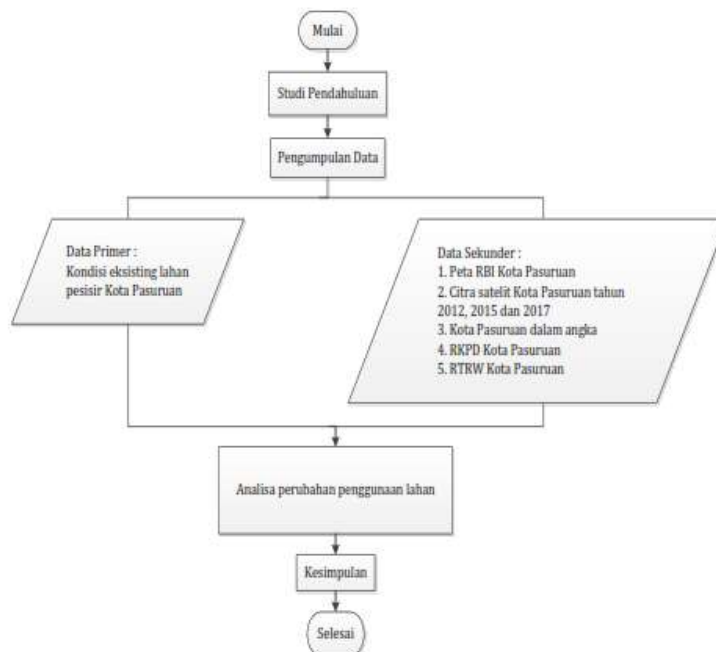 Mulai
Studi Pendahuluan
Pengumpulan Data
Data Primer :
Kondisi eksisting lahan
pesisir Kota Pasuruan
Data Sekunder :
1. Peta RBI Kota Pasuruan
2. Citra satelit Kota Pasuruan tahun
2012, 2015 dan 2017
3. Kota Pasuruan dalam angka
4. RKPD Kota Pasuruan
5. RTRW Kota Pasuruan
Analisa perubahan penggunaan lahan
Kesimpulan
Selesai